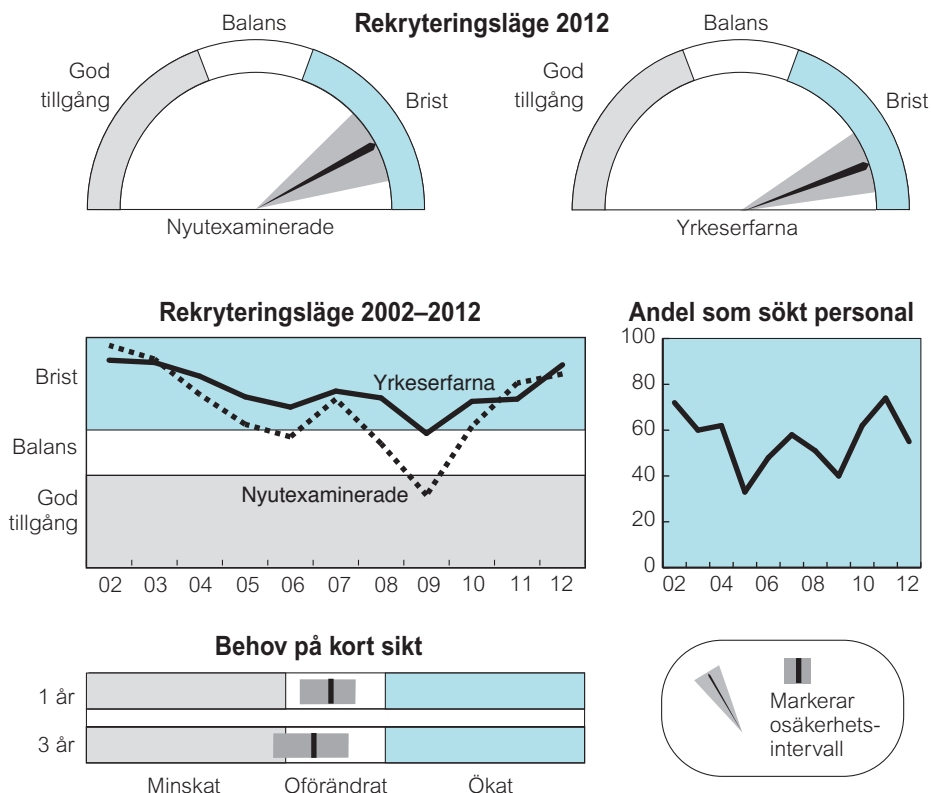 Rekryteringsläge 2012
Balans
God
tillgång
Brist
Nyutexaminerade
Balans
God
tillgång
Brist
Yrkeserfarna
Rekryteringsläge 2002–2012
Brist
Balans
God
tillgång
Yrkeserfarna
Nyutexaminerade
02 03 04 05 06 07 08 09 10 11 12
Andel som sökt personal
100
80
60
40
20
0
02 04 06 08 10 12
Behov på kort sikt
1 år
3 år
Minskat Oförändrat Ökat
Markerar
osäkerhets-
intervall